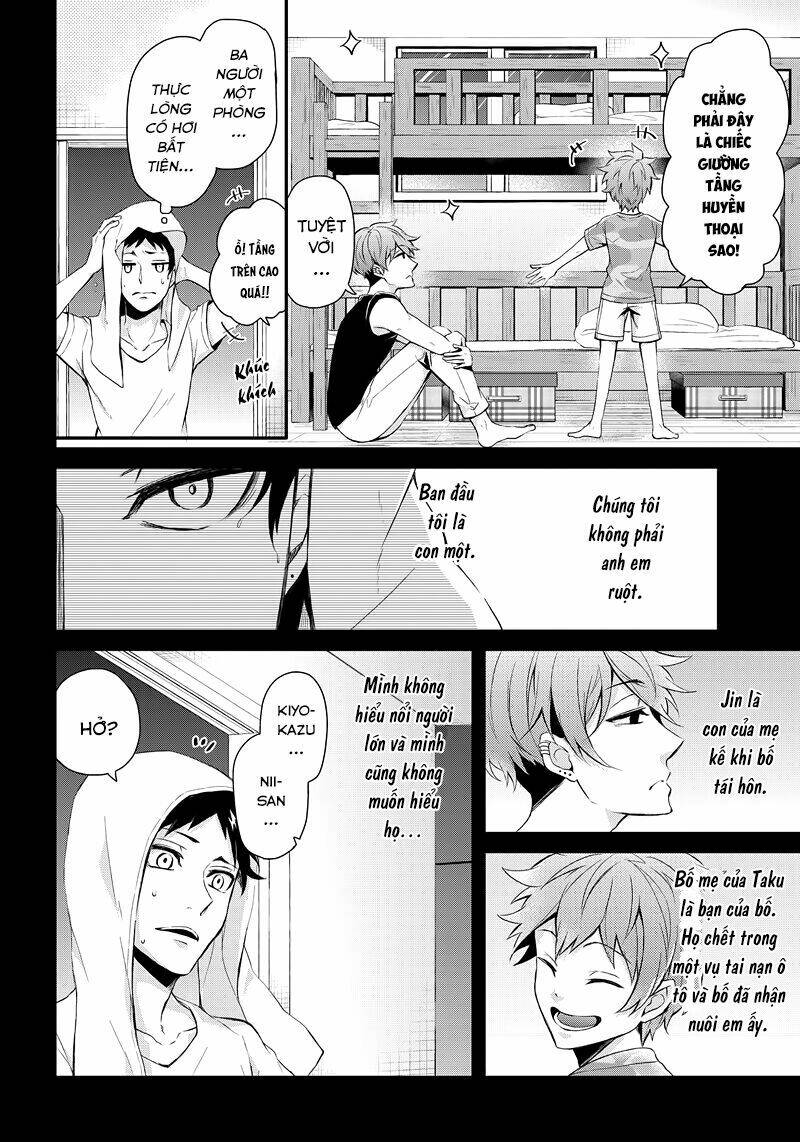 CHẲNG
PHẢI ĐÂY
LÀ CHIẾC
GIƯỜNG
TẦNG
HUYỀN
THOẠI
SAO!
TUYỆT
VỜI
...
BA
NGƯỜI
MỘT
PHÒNG
...
THỰC
LÒNG
CÓ HƠI
BẤT
TIỆN...
Ồ! TẦNG
TRÊN CAO
QUÁ!!
Khúc
khách
Chúng tôi
không phải
anh em
ruột.
Ban đầu
tôi là
con một.
Jin là
con của mẹ
kế khi bố
tái hôn.
Bố mẹ của Taku
là bạn của bố.
Họ chết trong
một vụ tai nạn ô
tô và bố đã nhận
nuôi em ấy.
Mình không
hiểu nổi người
lớn và mình
cũng không
muốn hiểu
họ...
KIYO-
KAZU
...
NII-
SAN
...
HỞ?